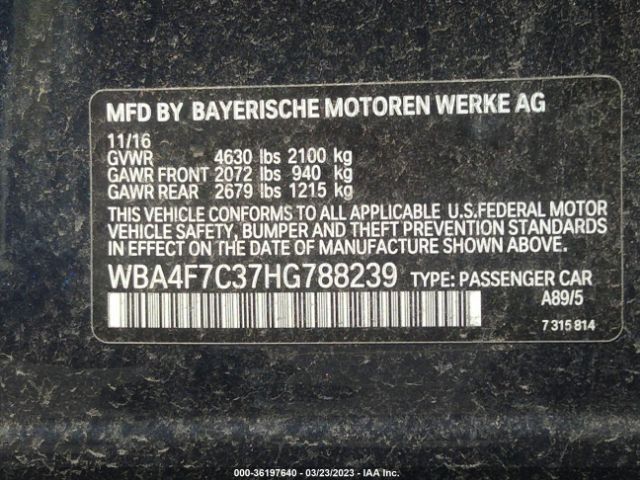 MFD BY BAYERISCHE MOTOREN WERKE AG
11/16
GVWR 4630 lbs 2100 kg
GAWR FRONT 2072 lbs 940 kg
GAWR REAR 2679 lbs 1215 kg
THIS VEHICLE CONFORMS TO ALL APPLICABLE U.S.FEDERAL MOTOR
VEHICLE SAFETY, BUMPER AND THEFT PREVENTION STANDARDS
IN EFFECT ON THE DATE OF MANUFACTURE SHOWN ABOVE.
WBA4F7C37HG788239 TYPE: PASSENGER CAR
A89/5
7 315 814
000-36197640 — 03/23/2023 — IAA Inc.